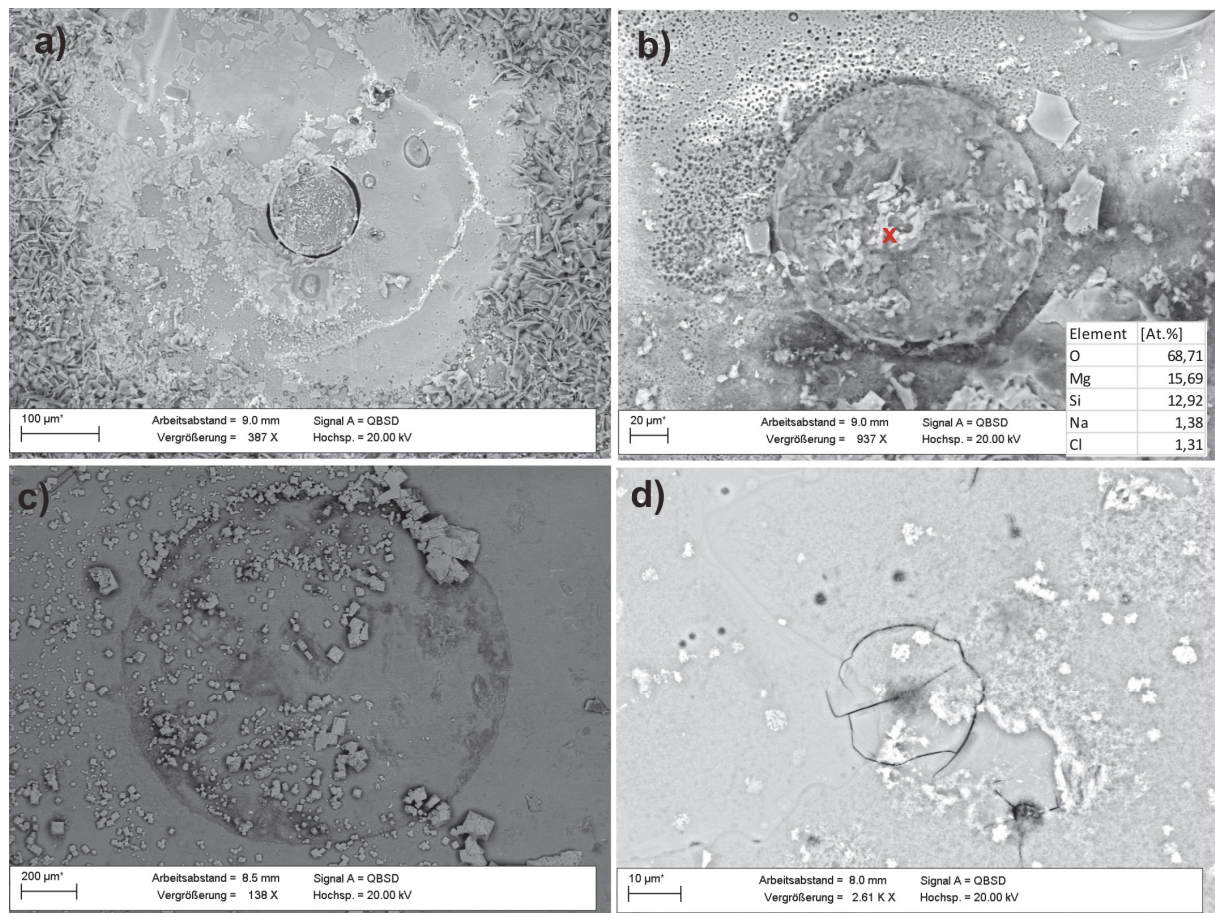 a)
100 µm*
Arbeitsabstand = 9.0 mm Signal A = QBSD
Vergrößerung = 387 X Hochsp. = 20.00 kV
b)
x
Element [At.%]
O 68,71
Mg 15,69
Si 12,92
Na 1,38
Cl 1,31
20 µm*
Arbeitsabstand = 9.0 mm Signal A = QBSD
Vergrößerung = 937 X Hochsp. = 20.00 kV
c)
200 µm*
Arbeitsabstand = 8.5 mm Signal A = QBSD
Vergrößerung = 138 X Hochsp. = 20.00 kV
d)
10 µm*
Arbeitsabstand = 8.0 mm Signal A = QBSD
Vergrößerung = 2.61 K X Hochsp. = 20.00 kV